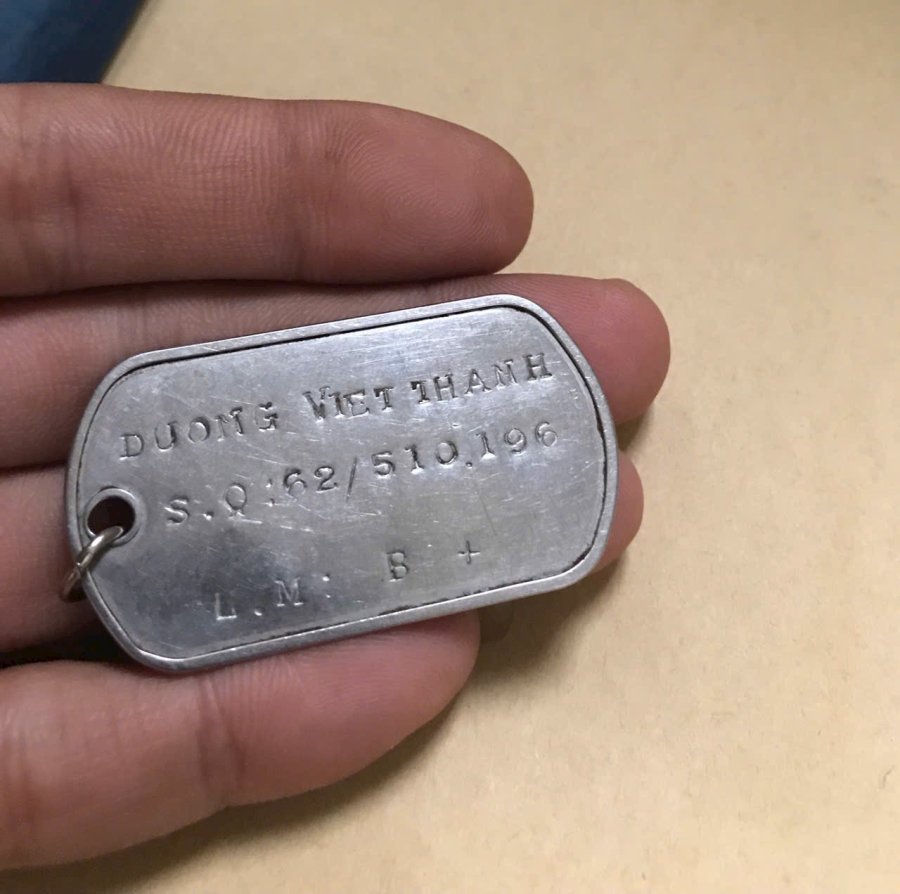 DUONG VIET THANH
S.Q:62/510.196
L.M: B +